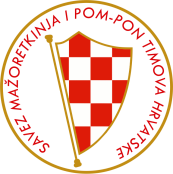 SAVEZ MAŽORETKINJA I POM-PON TIMOVA HRVATSKE